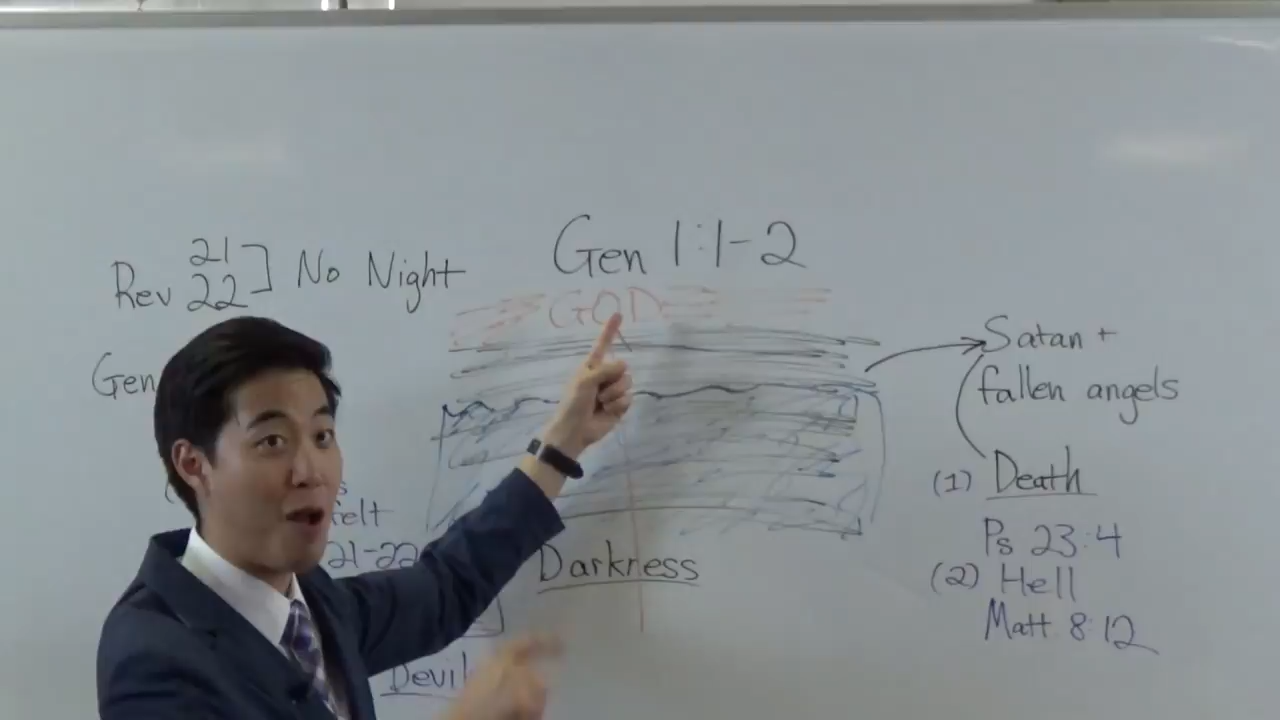 Gen 1:1-2
Rev 21
22] No Night
GOD
Gen
Satan +
fallen angels
(1) Death
Ps 23:4
(2) Hell
Matt 8:12
felt
21-22
Darkness
Devil